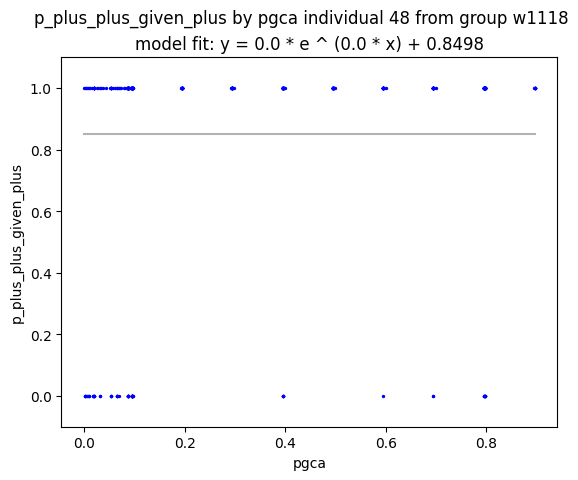 p_plus_plus_given_plus by pgca individual 48 from group w1118
model fit: y = 0.0 * e ^ (0.0 * x) + 0.8498
1.0
0.8
0.6
0.4
0.2
0.0
p_plus_plus_given_plus
0.0 0.2 0.4 0.6 0.8
pgca